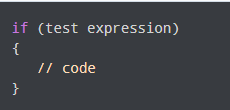 if (test expression)
{
   // code
}